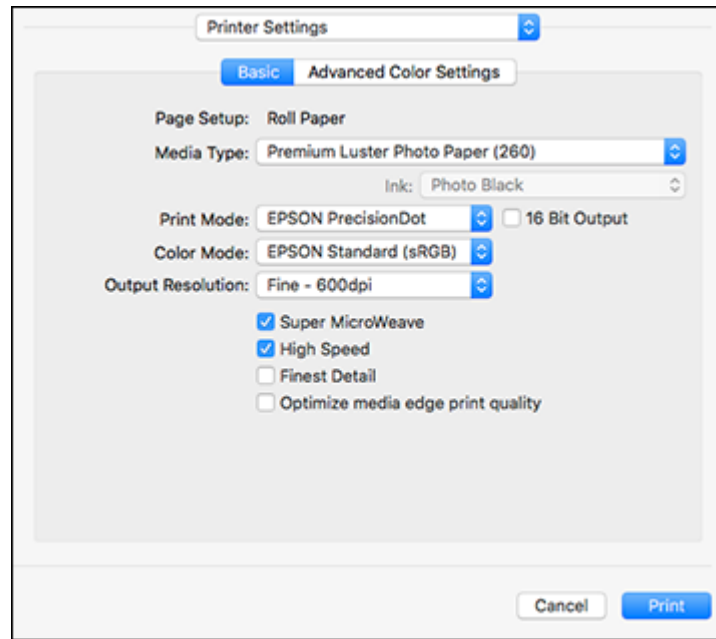 Printer Settings
Basic Advanced Color Settings
Page Setup: Roll Paper
Media Type: Premium Luster Photo Paper (260)
Ink: Photo Black
Print Mode: EPSON PrecisionDot 16 Bit Output
Color Mode: EPSON Standard (sRGB)
Output Resolution: Fine - 600dpi
Super MicroWeave
High Speed
Finest Detail
Optimize media edge print quality
Cancel Print